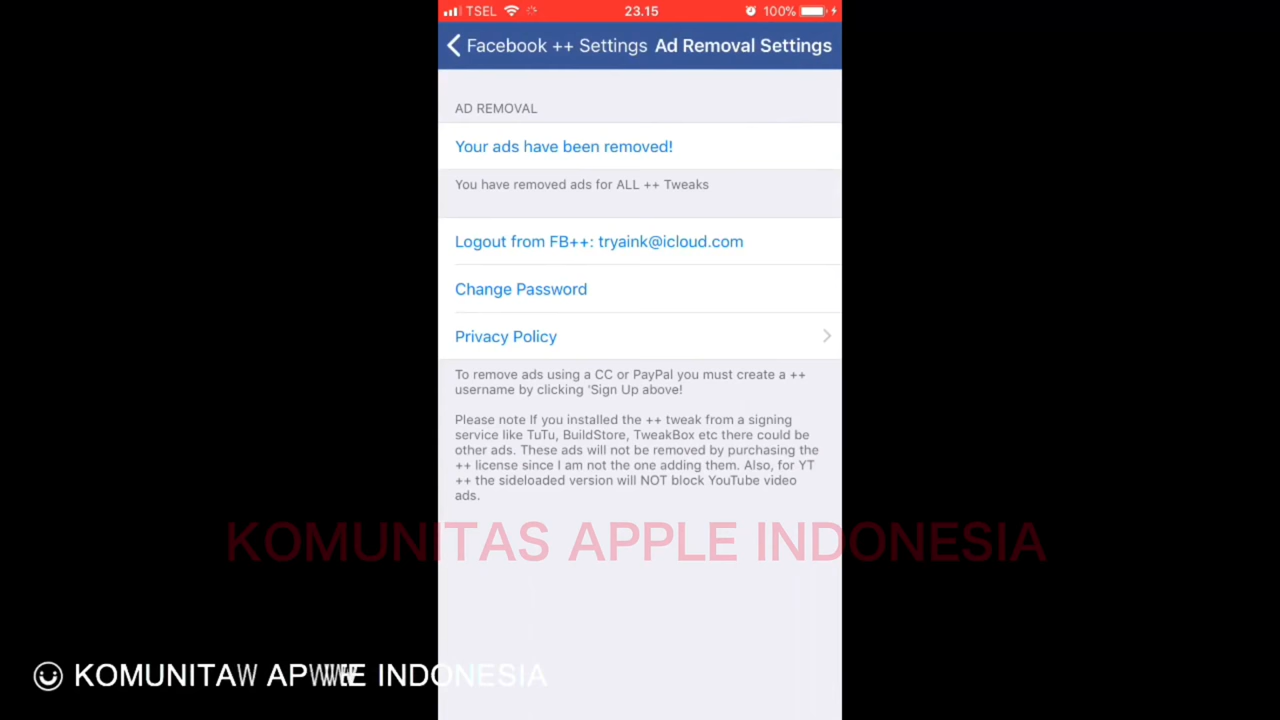 TSEL 23.15 100%
Facebook ++ Settings Ad Removal Settings
AD REMOVAL
Your ads have been removed!
You have removed ads for ALL ++ Tweaks
Logout from FB++: tryaink@icloud.com
Change Password
Privacy Policy
To remove ads using a CC or PayPal you must create a ++
username by clicking 'Sign Up above!
Please note If you installed the ++ tweak from a signing
service like TuTu, BuildStore, TweakBox etc there could be
other ads. These ads will not be removed by purchasing the
++ license since I am not the one adding them. Also, for YT
++ the sideloaded version will NOT block YouTube video
ads.
KOMUNITAS APPLE INDONESIA
INDONESIA